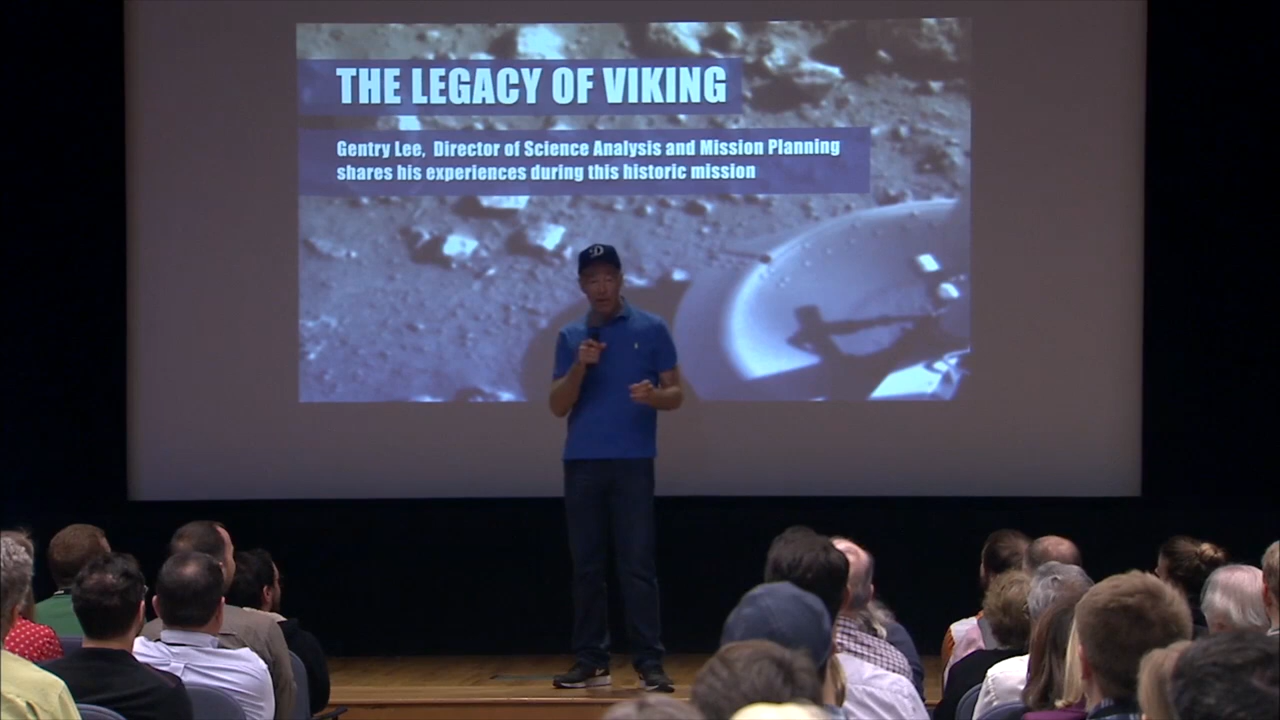 THE LEGACY OF VIKING
Gentry Lee, Director of Science Analysis and Mission Planning
shares his experiences during this historic mission
D